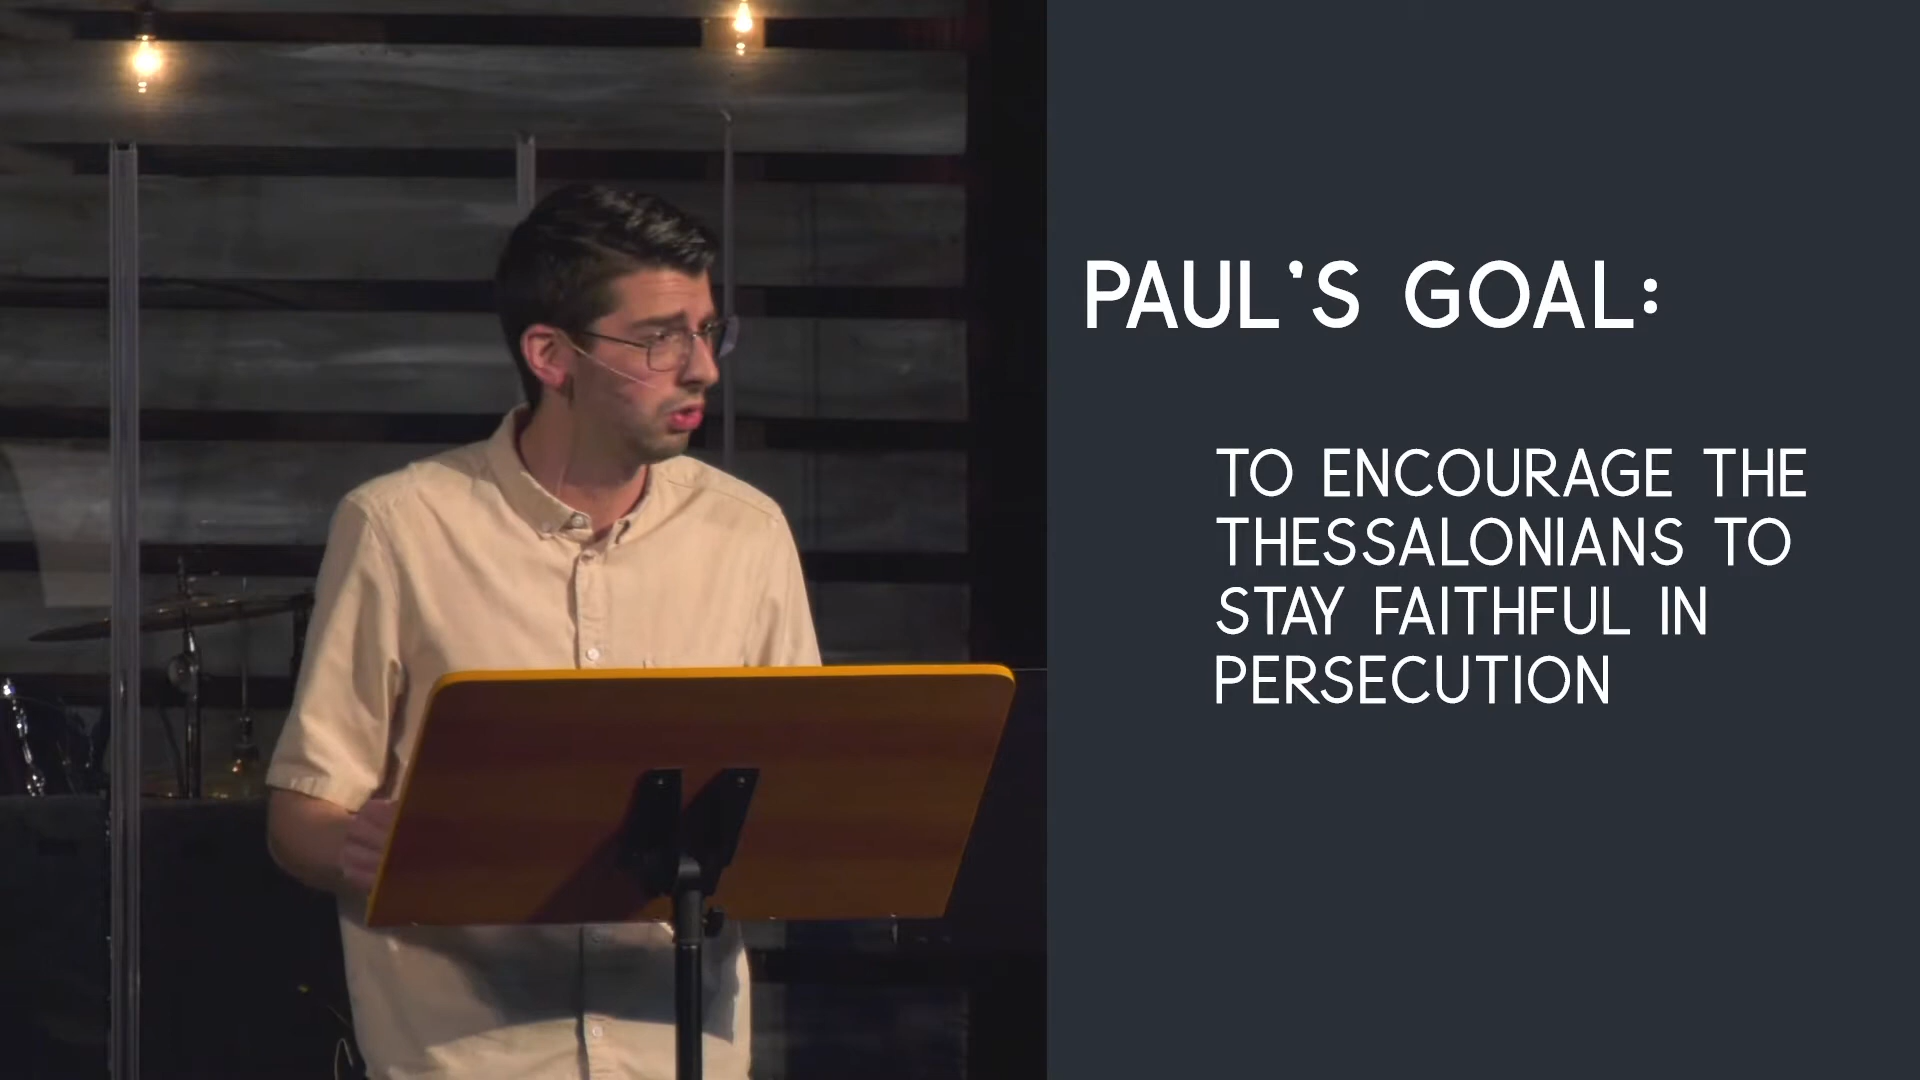 PAUL'S GOAL:
TO ENCOURAGE THE
THESSALONIANS TO
STAY FAITHFUL IN
PERSECUTION